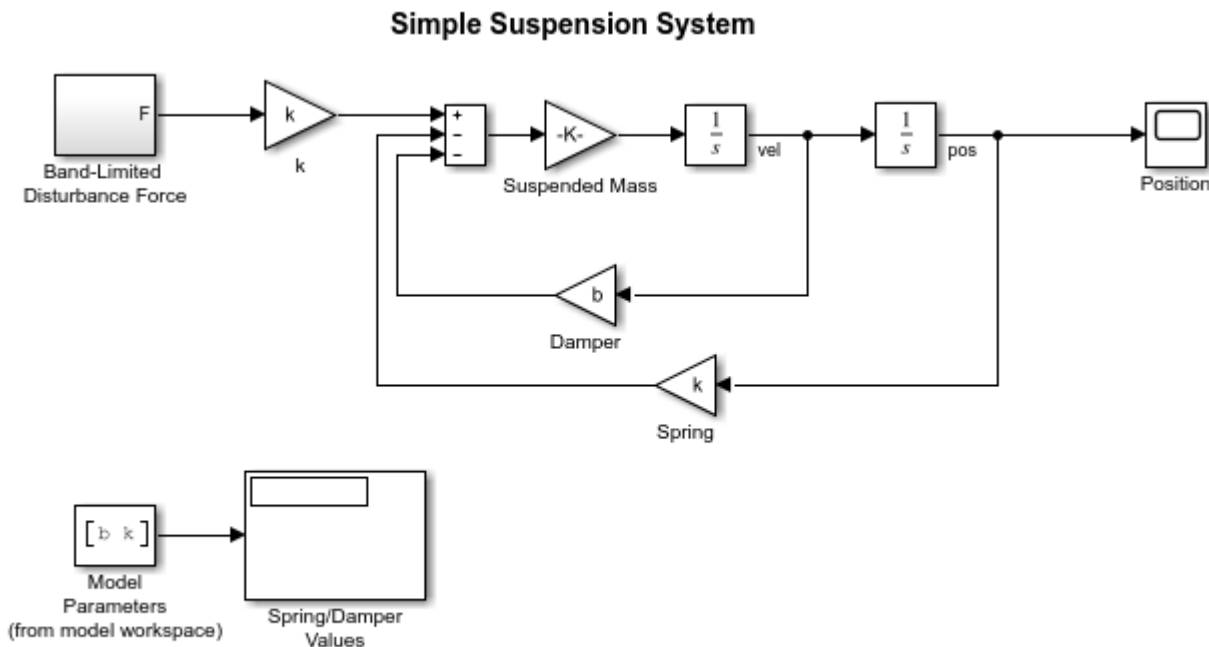 Simple Suspension System
F
Band-Limited
Disturbance Force
k
k
+
−
−
-K-
Suspended Mass
1
s
vel
1
s
pos
Position
b
Damper
k
Spring
[b k]
Model
Parameters
(from model workspace)
Spring/Damper
Values